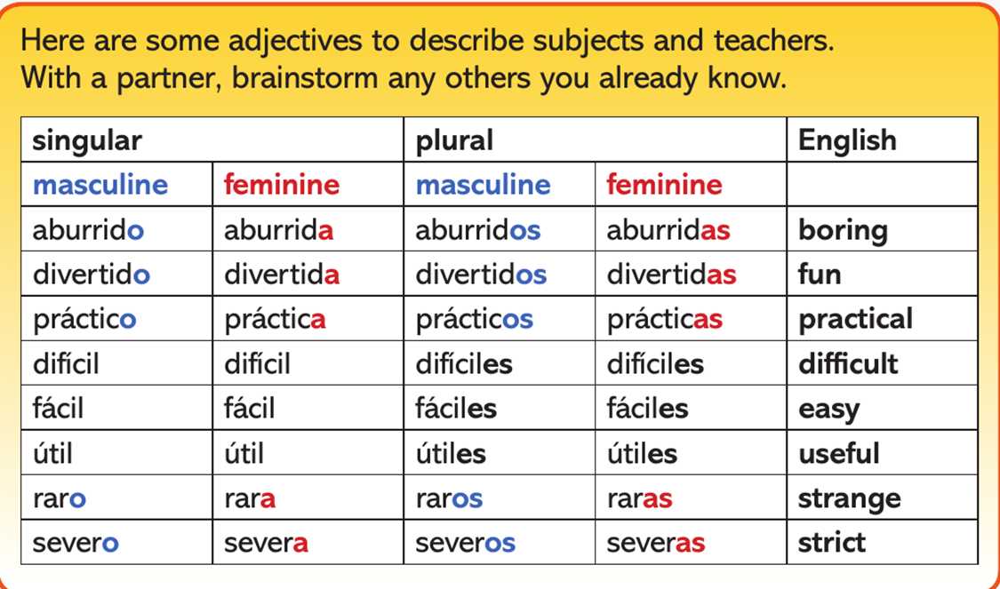 Here are some adjectives to describe subjects and teachers.
With a partner, brainstorm any others you already know.
singular plural English
masculine feminine masculine feminine
aburrido aburrida aburridos aburridas boring
divertido divertida divertidos divertidas fun
práctico práctica prácticos prácticas practical
difícil difícil difíciles difíciles difficult
fácil fácil fáciles fáciles easy
útil útil útiles útiles useful
raro rara raros raras strange
severo severa severos severas strict